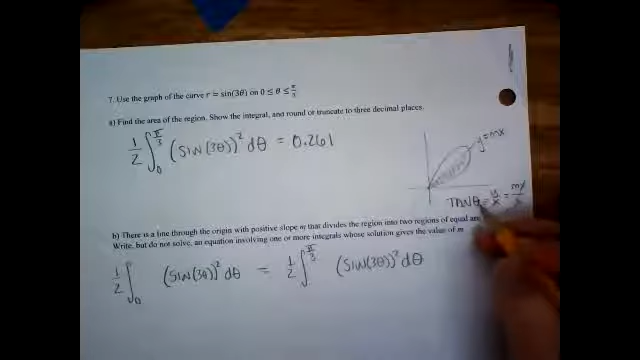 7. Use the graph of the curve r = sin(3θ) on 0 ≤ θ ≤ π/3
a) Find the area of the region. Show the integral, and round or truncate to three decimal places.
1/2 ∫₀^(π/3) (sin(3θ))² dθ = 0.261
y=mx
TANθ = y/x = mx/
b) There is a line through the origin with positive slope m that divides the region into two regions of equal are
Write, but do not solve, an equation involving one or more integrals whose solution gives the value of m
1/2 ∫₀ (sin(3θ))² dθ = 1/2 ∫^(π/3) (sin(3θ))² dθ